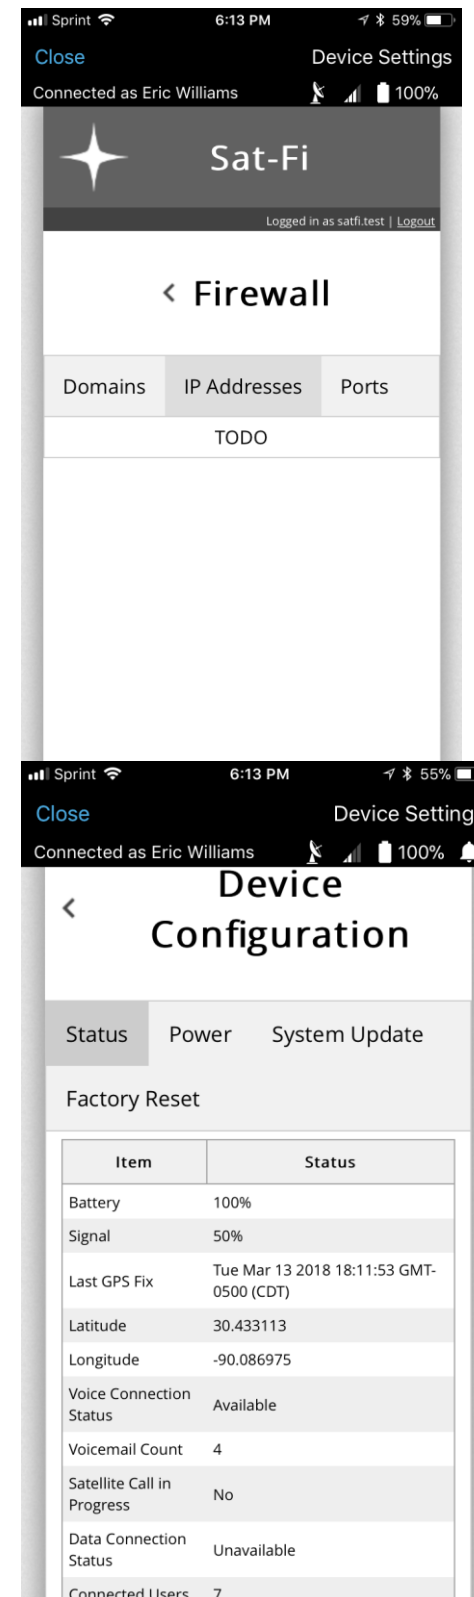 Sprint 6:13 PM 59%
Close Device Settings
Connected as Eric Williams 100%
Sat-Fi
Logged in as satfi.test | Logout
< Firewall
Domains IP Addresses Ports
TODO
Sprint 6:13 PM 55%
Close Device Setting
Connected as Eric Williams 100%
< Device
Configuration
Status Power System Update
Factory Reset
Item Status
Battery 100%
Signal 50%
Last GPS Fix Tue Mar 13 2018 18:11:53 GMT-
0500 (CDT)
Latitude 30.433113
Longitude -90.086975
Voice Connection
Status Available
Voicemail Count 4
Satellite Call in
Progress No
Data Connection
Status Unavailable
Connected Users 7